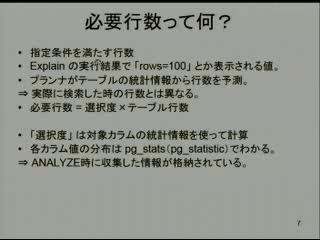 必要行数って何？
• 指定条件を満たす行数
• Explain の実行結果で「rows=100」とか表示される値。
• プランナがテーブルの統計情報から行数を予測。
⇒ 実際に検索した時の行数とは異なる。
• 必要行数 = 選択度 × テーブル行数
• 「選択度」は対象カラムの統計情報を使って計算
• 各カラム値の分布は pg_stats（pg_statistic）でわかる。
⇒ ANALYZE時に収集した情報が格納されている。
7